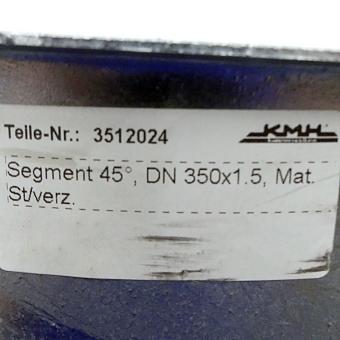 Teile-Nr.: 3512024
KMH
Segment 45°, DN 350x1.5, Mat.
St/verz.